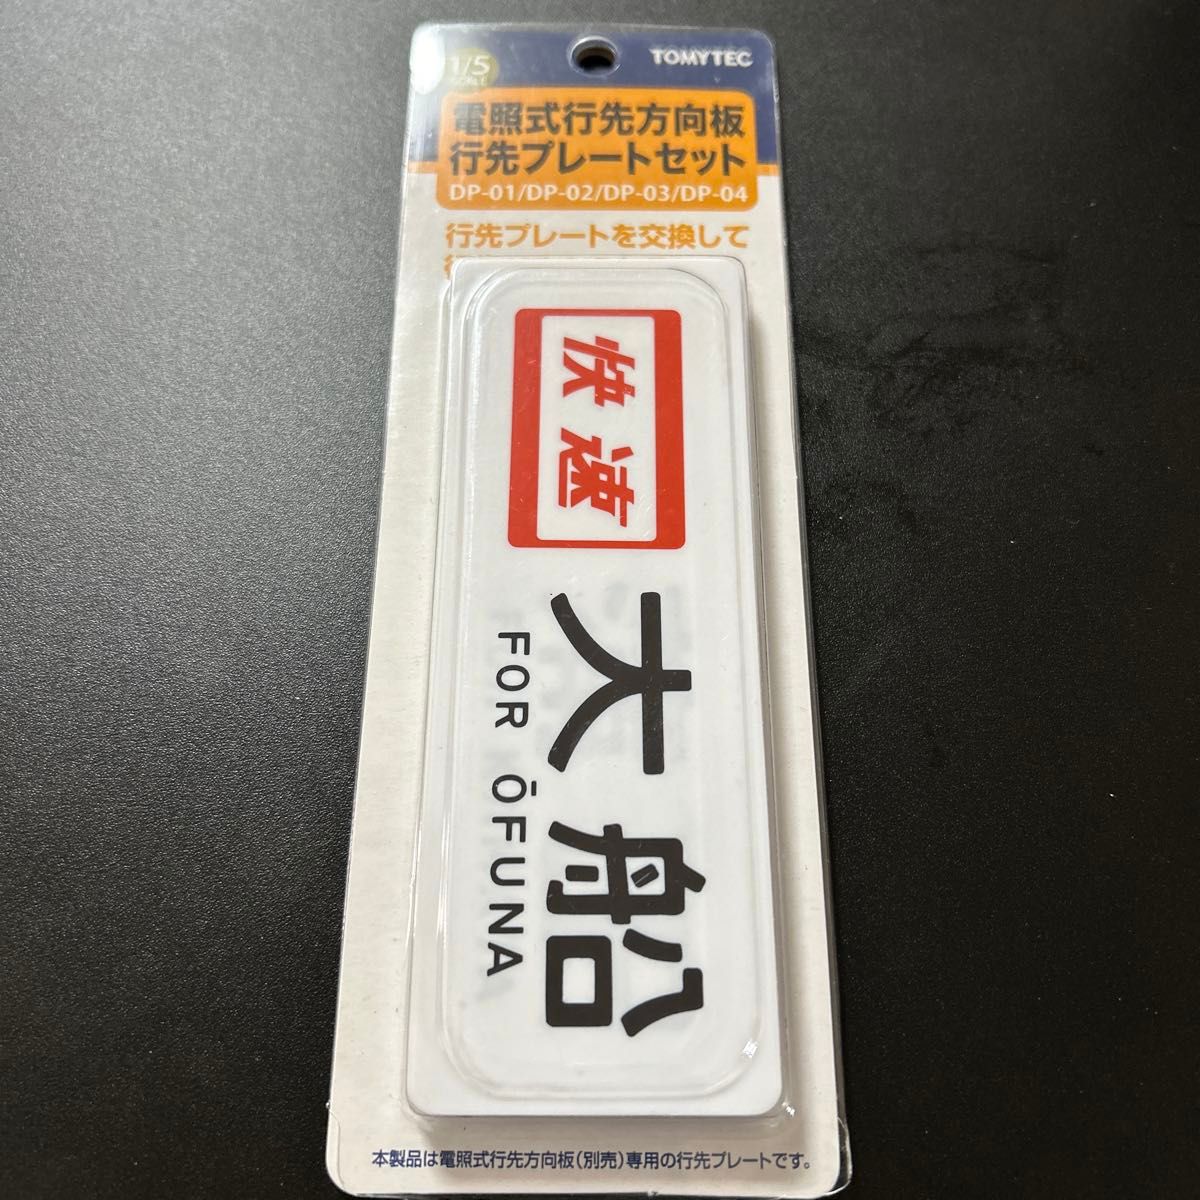 1/5
TOMYTEC
電照式行先方向板
行先プレートセット
DP-01/DP-02/DP-03/DP-04
行先プレートを交換して
快速
大船
FOR ŌFUNA
本製品は電照式行先方向板(別売)専用の行先プレートです。